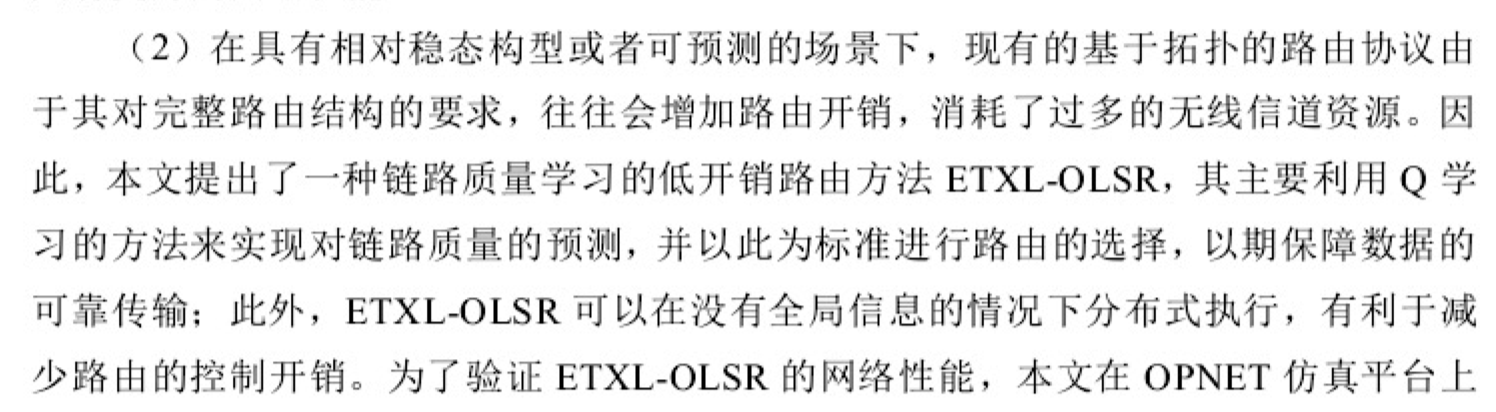 （2）在具有相对稳态构型或者可预测的场景下，现有的基于拓扑的路由协议由
于其对完整路由结构的要求，往往会增加路由开销，消耗了过多的无线信道资源。因
此，本文提出了一种链路质量学习的低开销路由方法 ETXL-OLSR，其主要利用 Q 学
习的方法来实现对链路质量的预测，并以此为标准进行路由的选择，以期保障数据的
可靠传输；此外，ETXL-OLSR 可以在没有全局信息的情况下分布式执行，有利于减
少路由的控制开销。为了验证 ETXL-OLSR 的网络性能，本文在 OPNET 仿真平台上